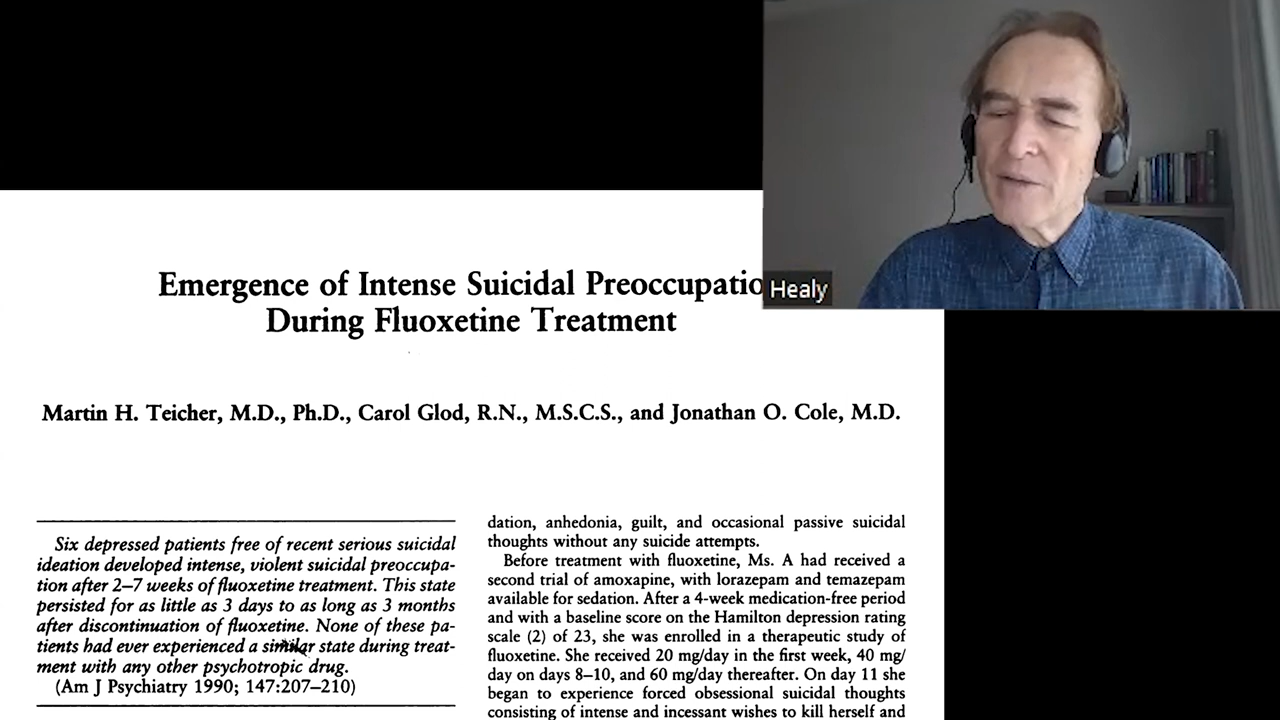 Emergence of Intense Suicidal Preoccupatio
During Fluoxetine Treatment
Healy
Martin H. Teicher, M.D., Ph.D., Carol Glod, R.N., M.S.C.S., and Jonathan O. Cole, M.D.
Six depressed patients free of recent serious suicidal
ideation developed intense, violent suicidal preoccupa-
tion after 2–7 weeks of fluoxetine treatment. This state
persisted for as little as 3 days to as long as 3 months
after discontinuation of fluoxetine. None of these pa-
tients had ever experienced a similar state during treat-
ment with any other psychotropic drug.
(Am J Psychiatry 1990; 147:207–210)
dation, anhedonia, guilt, and occasional passive suicidal
thoughts without any suicide attempts.
Before treatment with fluoxetine, Ms. A had received a
second trial of amoxapine, with lorazepam and temazepam
available for sedation. After a 4-week medication-free period
and with a baseline score on the Hamilton depression rating
scale (2) of 23, she was enrolled in a therapeutic study of
fluoxetine. She received 20 mg/day in the first week, 40 mg/
day on days 8–10, and 60 mg/day thereafter. On day 11 she
began to experience forced obsessional suicidal thoughts
consisting of intense and incessant wishes to kill herself and